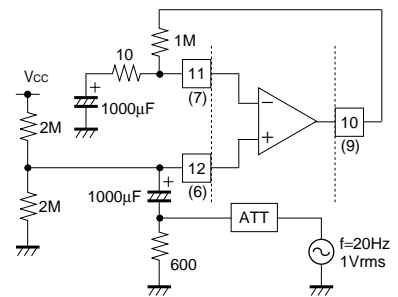 1M
10
Vcc
+
11
(7)
1000μF
−
2M
+
10
(9)
12
+
(6)
1000μF
2M
ATT
600
f=20Hz
1Vrms